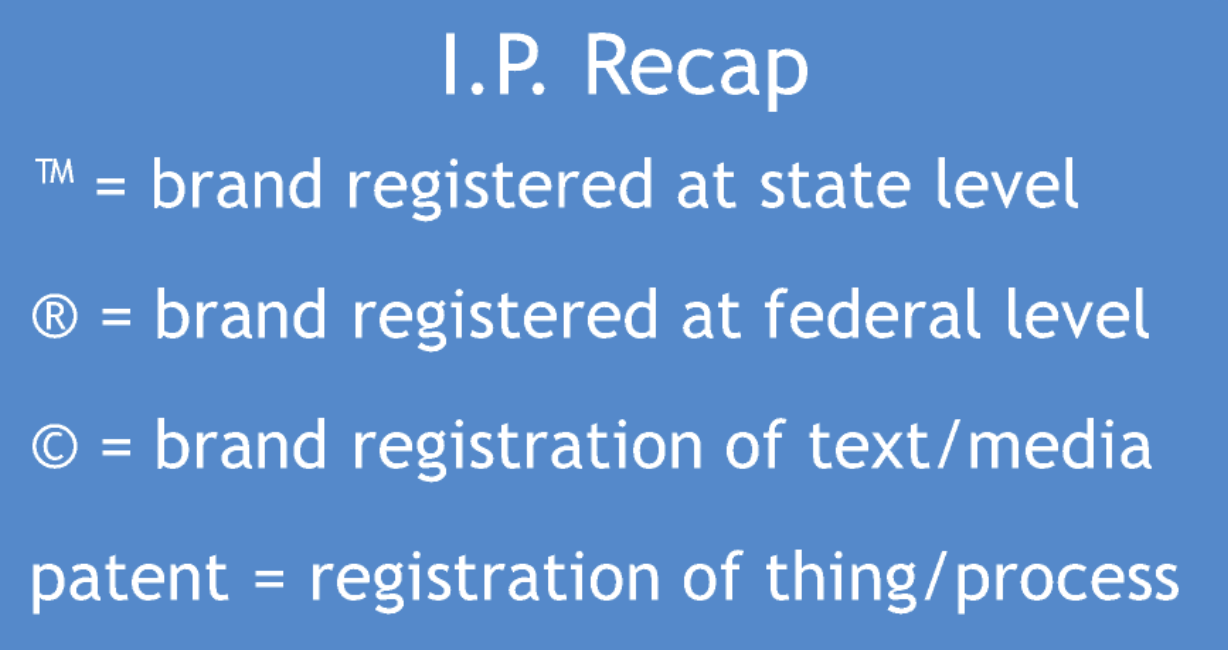 I.P. Recap
™ = brand registered at state level
® = brand registered at federal level
© = brand registration of text/media
patent = registration of thing/process